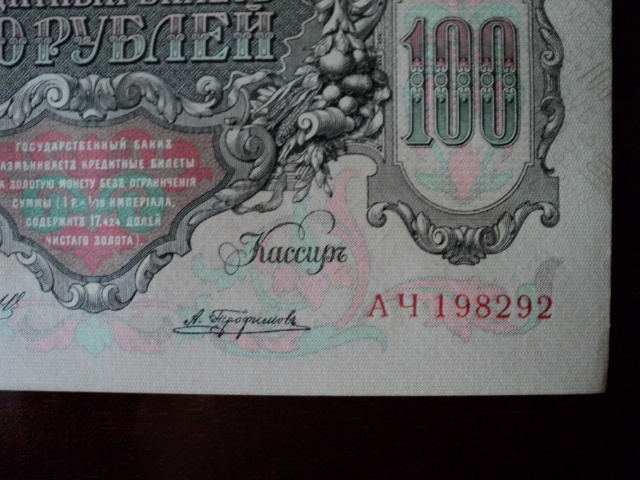 РУБЛЕЙ
100
ГОСУДАРСТВЕННЫЙ БАНКЪ
РАЗМѢНИВАЕТЪ КРЕДИТНЫЕ БИЛЕТЫ
НА ЗОЛОТУЮ МОНЕТУ БЕЗЪ ОГРАНИЧЕНІЯ
СУММЫ (1 Р.= 1/15 ИМПЕРІАЛА,
СОДЕРЖИТЪ 17,424 ДОЛЕЙ
ЧИСТАГО ЗОЛОТА).
Кассиръ
А. Трофимовъ
АЧ 198292